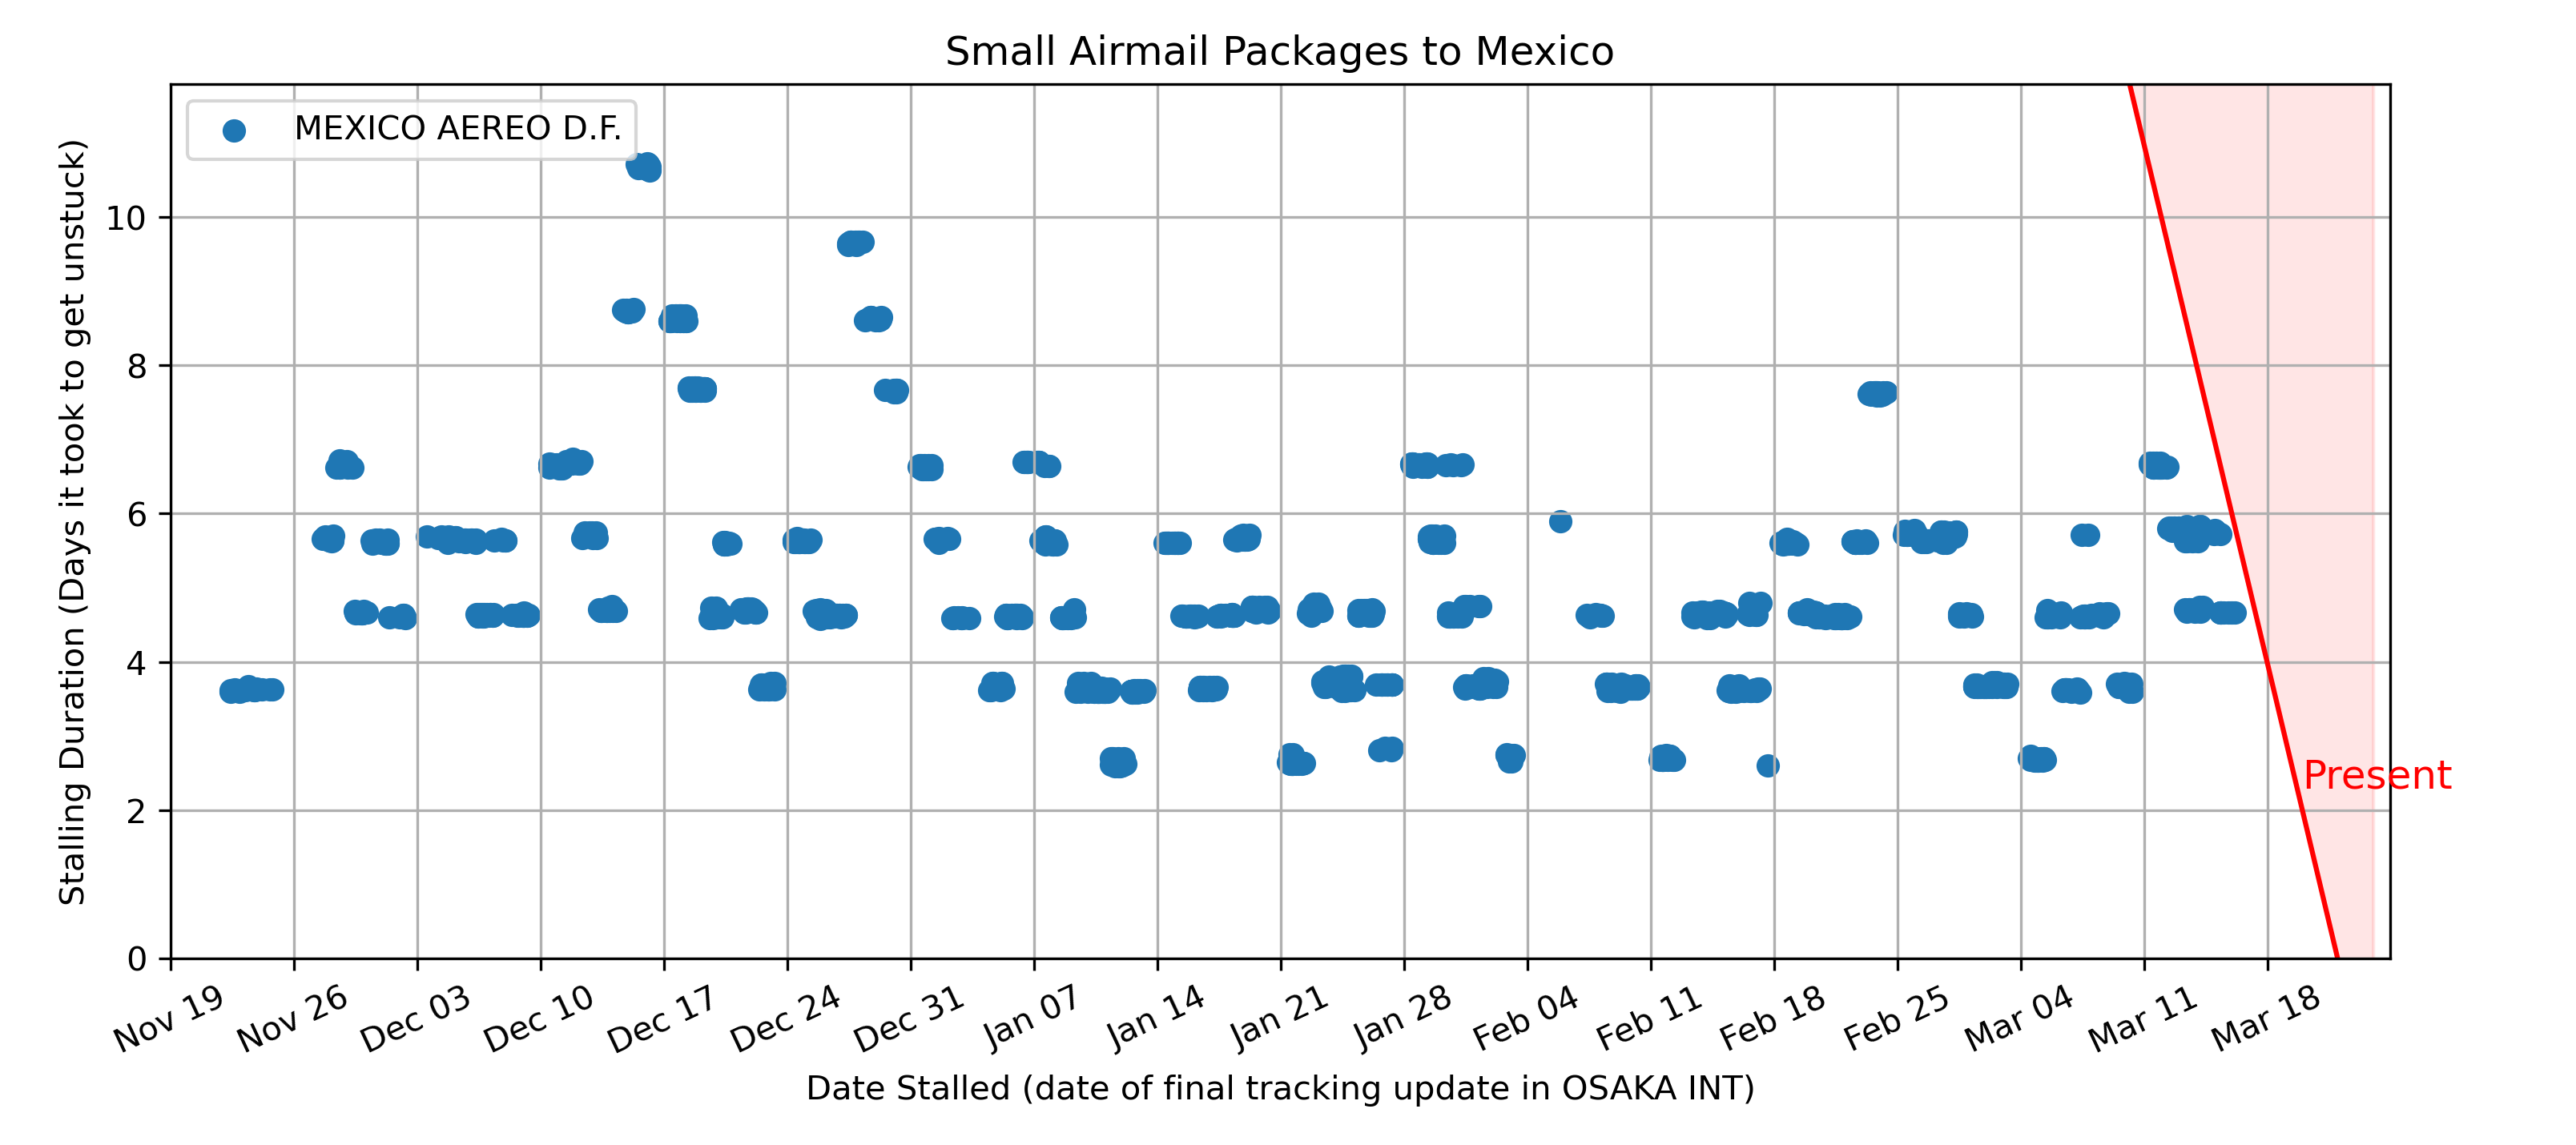 Small Airmail Packages to Mexico
MEXICO AEREO D.F.
Stalling Duration (Days it took to get unstuck)
10
8
6
4
2
0
Present
Nov 19
Nov 26
Dec 03
Dec 10
Dec 17
Dec 24
Dec 31
Jan 07
Jan 14
Jan 21
Jan 28
Feb 04
Feb 11
Feb 18
Feb 25
Mar 04
Mar 11
Mar 18
Date Stalled (date of final tracking update in OSAKA INT)